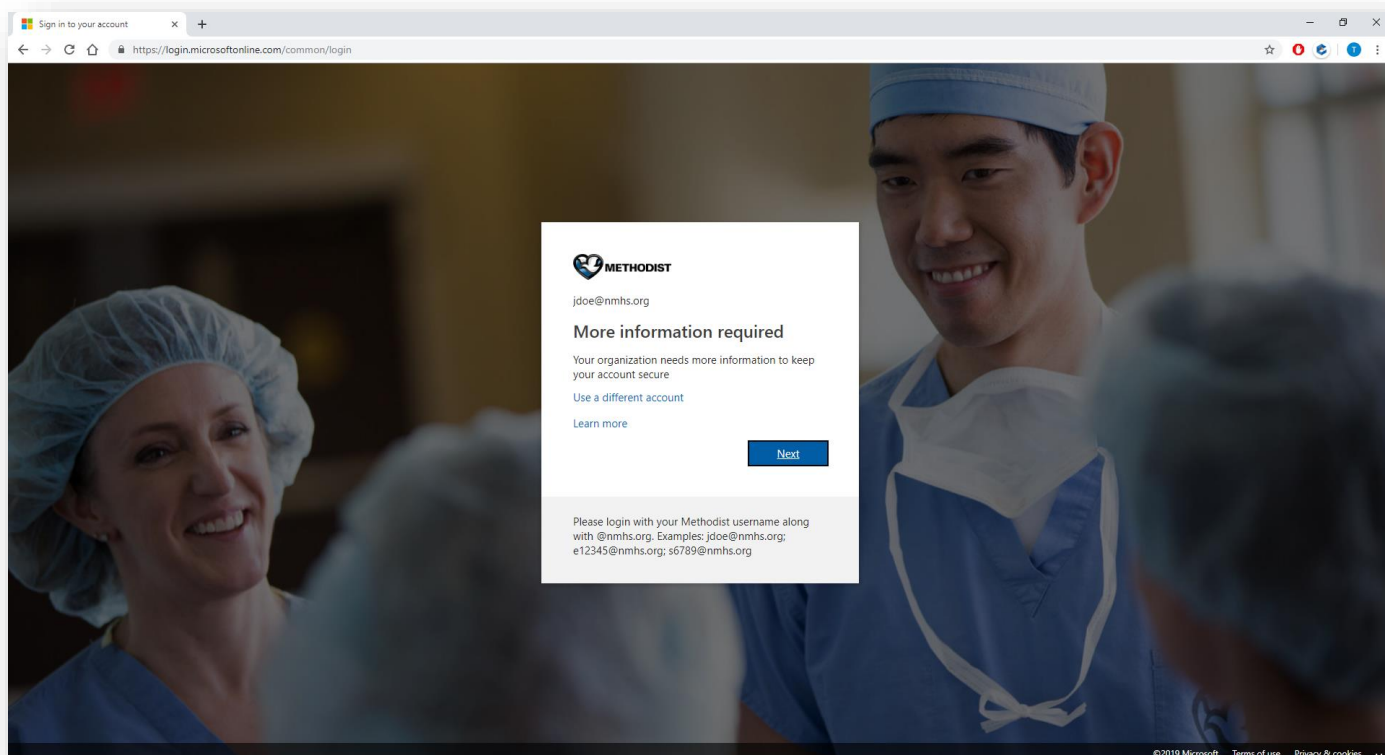 Sign in to your account
https://login.microsoftonline.com/common/login
T
METHODIST
jdoe@nmhs.org
More information required
Your organization needs more information to keep
your account secure
Use a different account
Learn more
Next
Please login with your Methodist username along
with @nmhs.org. Examples: jdoe@nmhs.org;
e12345@nmhs.org; s6789@nmhs.org
©2019 Microsoft Terms of use Privacy & cookies